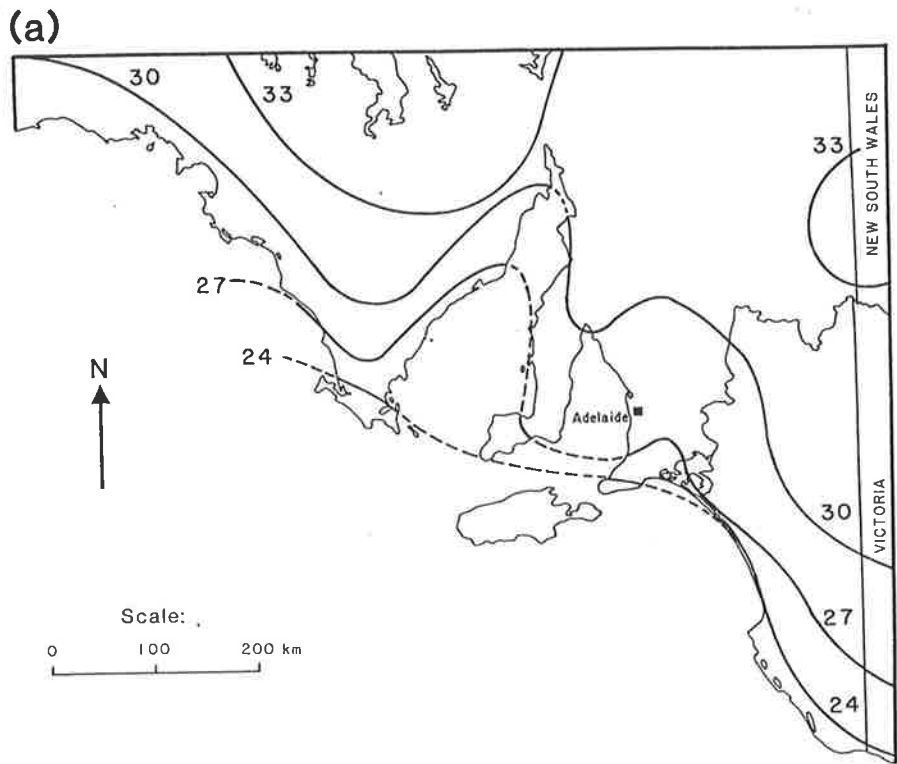 (a)
30
33
33
NEW SOUTH WALES
27
24
N
Adelaide
30
VICTORIA
27
24
Scale:
0 100 200 km